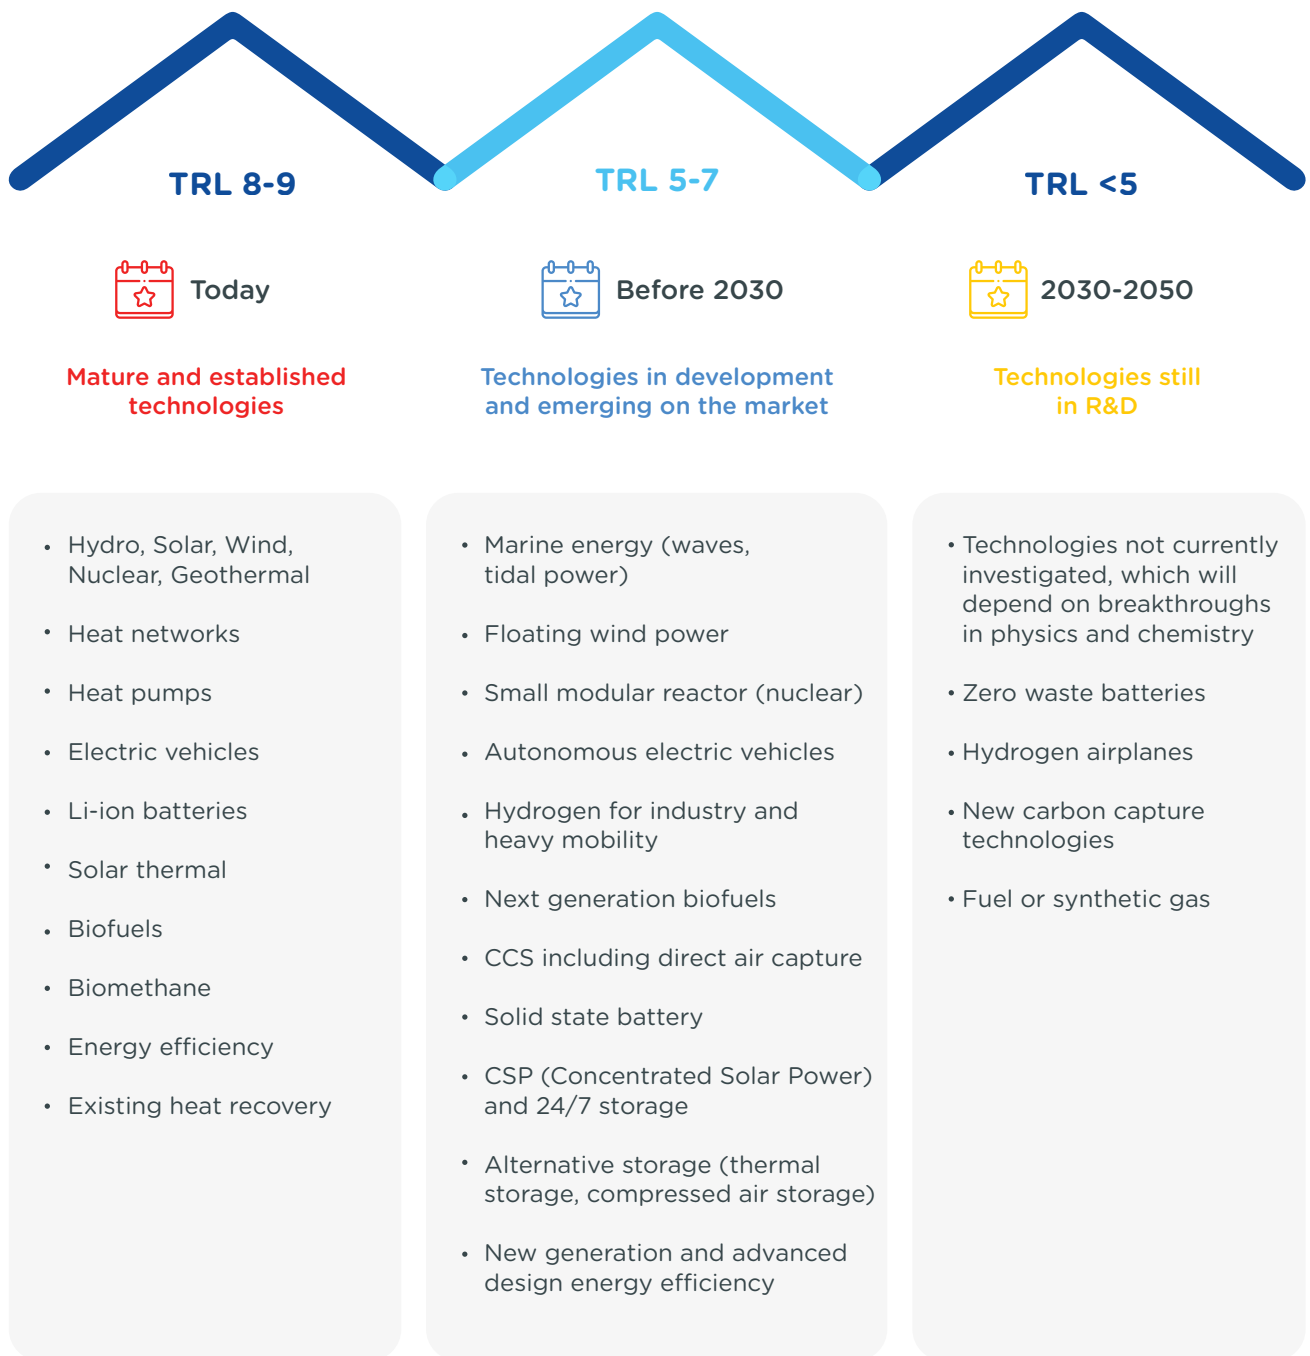 TRL 8-9
Today
Mature and established
technologies
• Hydro, Solar, Wind,
Nuclear, Geothermal
• Heat networks
• Heat pumps
• Electric vehicles
• Li-ion batteries
• Solar thermal
• Biofuels
• Biomethane
• Energy efficiency
• Existing heat recovery
TRL 5-7
Before 2030
Technologies in development
and emerging on the market
• Marine energy (waves,
tidal power)
• Floating wind power
• Small modular reactor (nuclear)
• Autonomous electric vehicles
• Hydrogen for industry and
heavy mobility
• Next generation biofuels
• CCS including direct air capture
• Solid state battery
• CSP (Concentrated Solar Power)
and 24/7 storage
• Alternative storage (thermal
storage, compressed air storage)
• New generation and advanced
design energy efficiency
TRL <5
2030-2050
Technologies still
in R&D
• Technologies not currently
investigated, which will
depend on breakthroughs
in physics and chemistry
• Zero waste batteries
• Hydrogen airplanes
• New carbon capture
technologies
• Fuel or synthetic gas